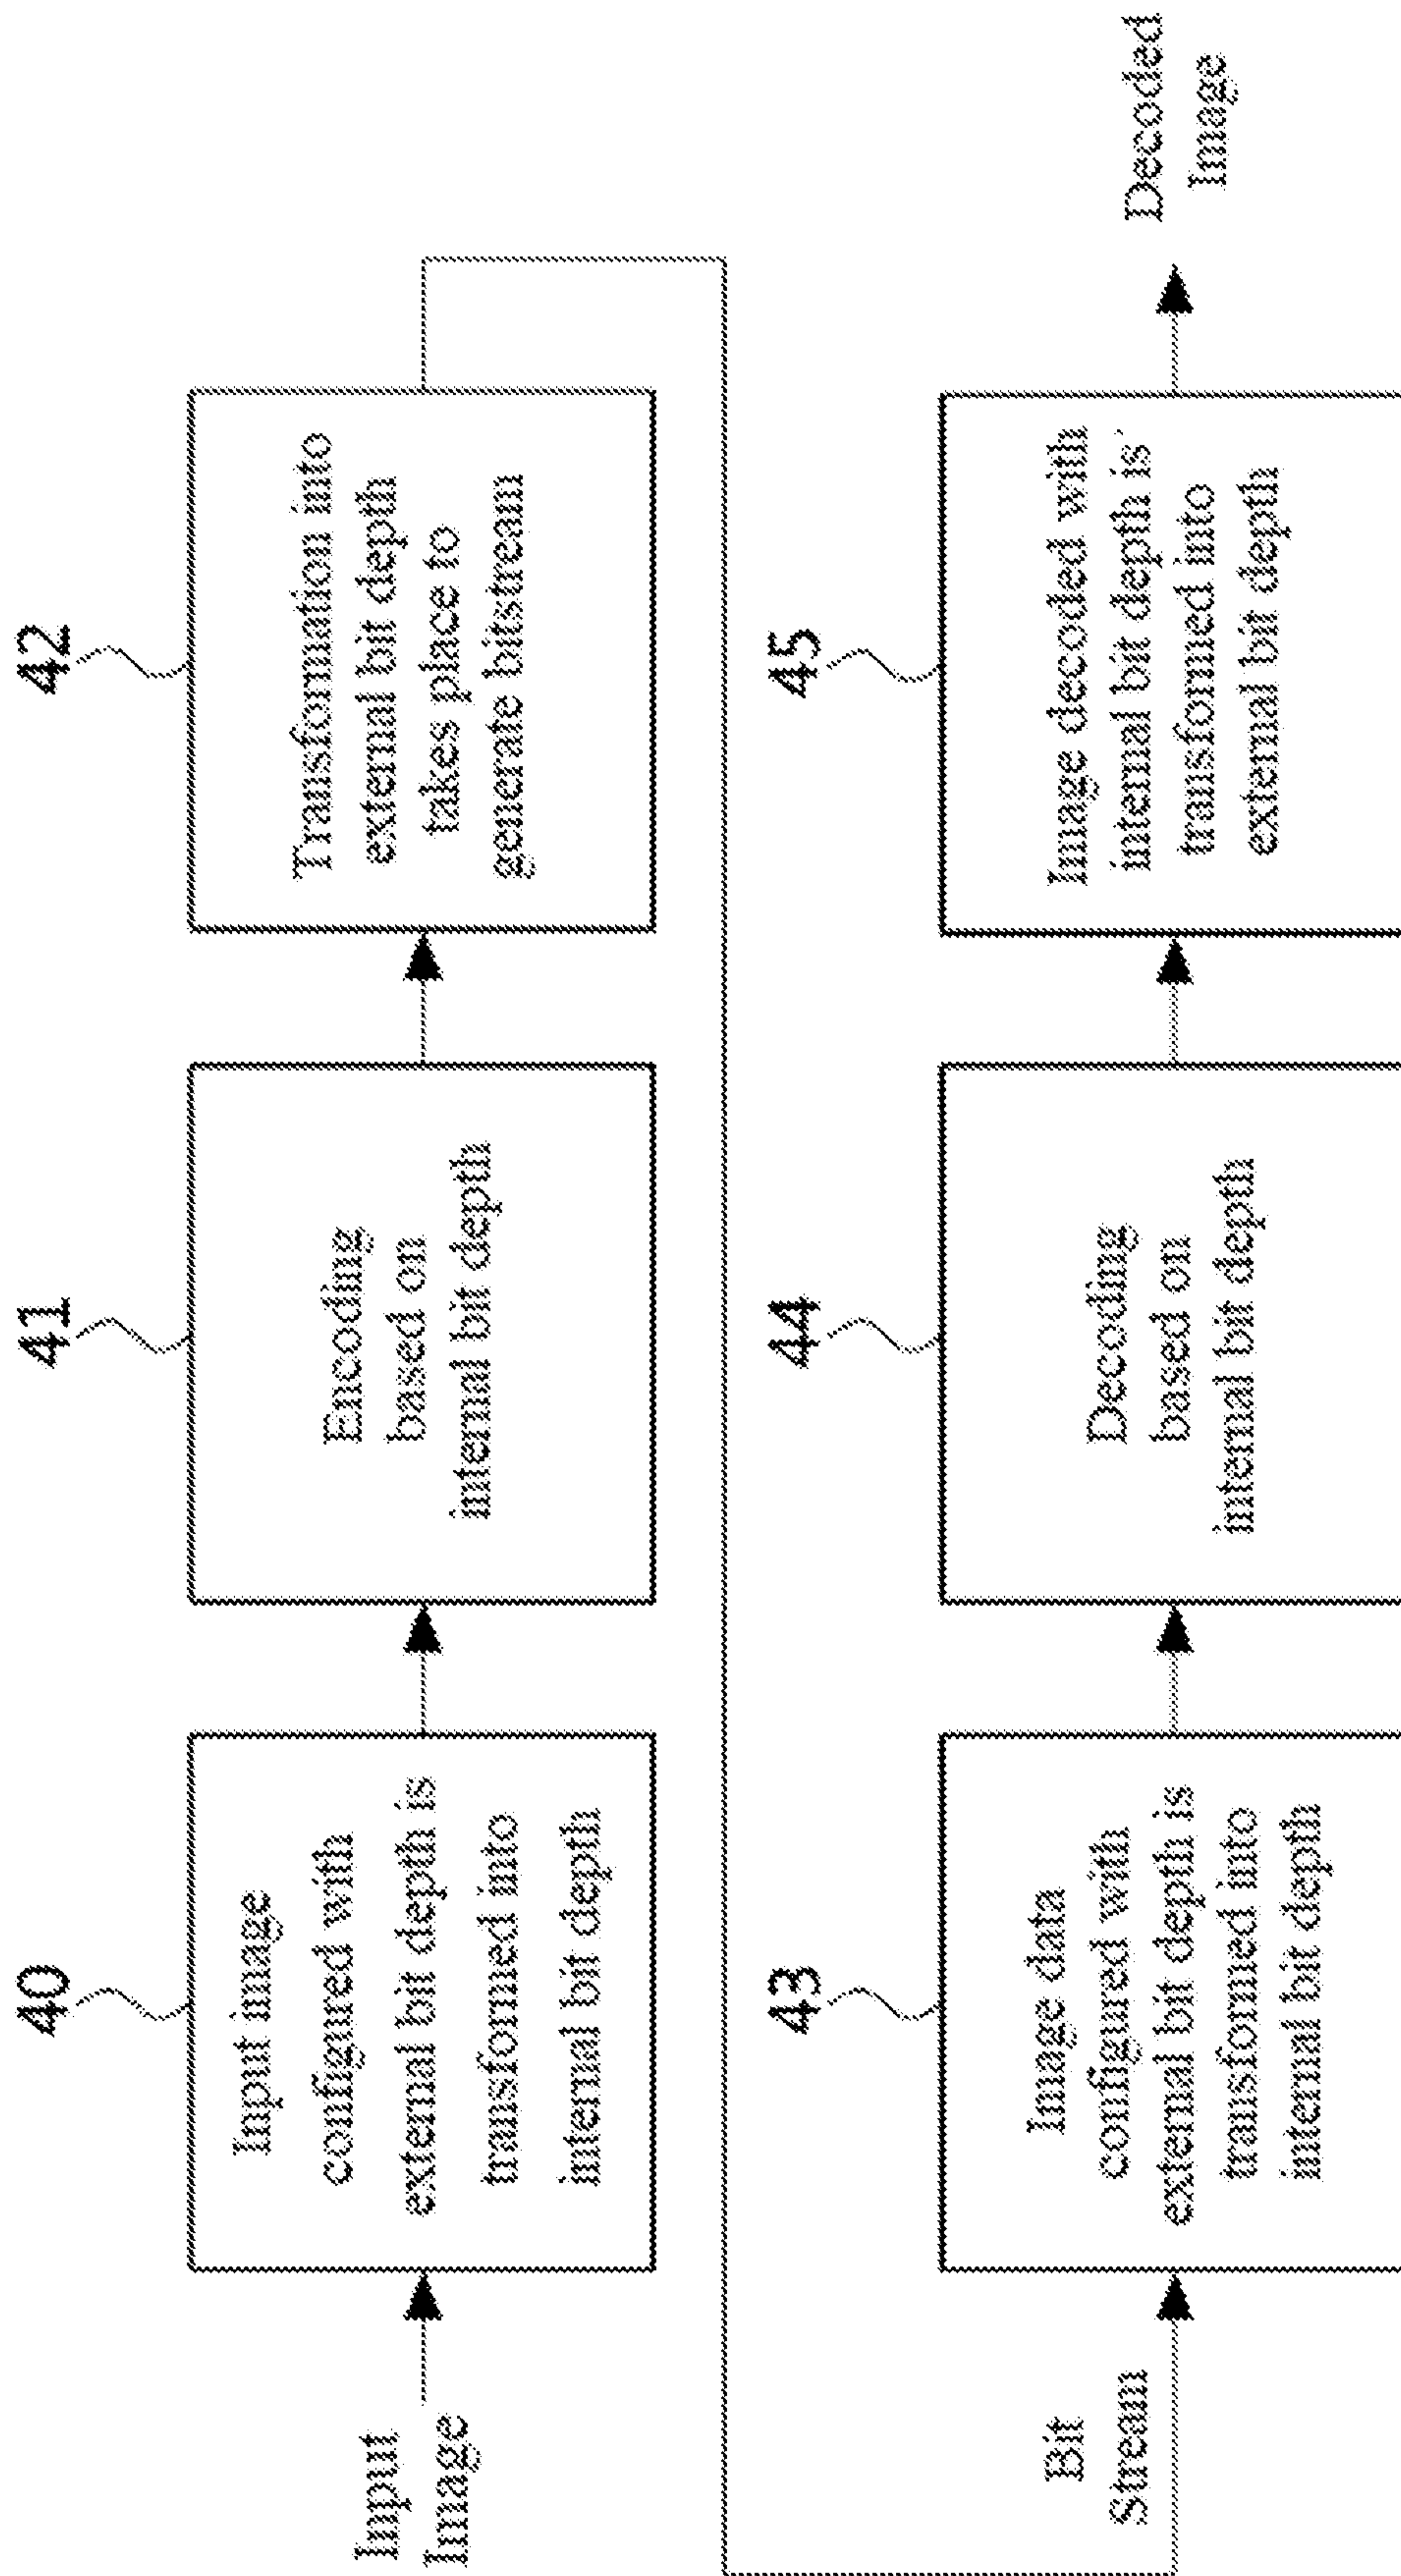 40
41
42
Input
Image
Input image
configured with
external bit depth is
transformed into
internal bit depth
Encoding
based on
internal bit depth
Transformation into
external bit depth
takes place to
generate bitstream
43
44
45
Bit
Stream
Image data
configured with
external bit depth is
transformed into
internal bit depth
Decoding
based on
internal bit depth
Image decoded with
internal bit depth is
transformed into
external bit depth
Decoded
Image